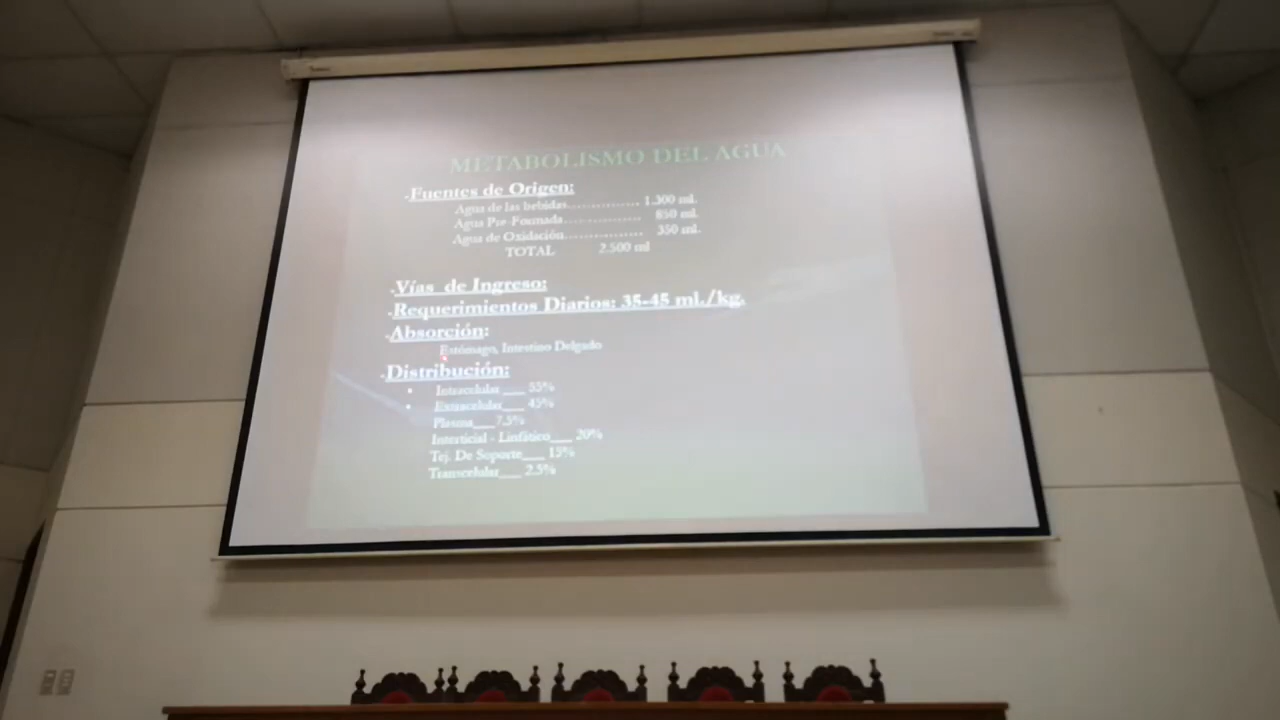 METABOLISMO DEL AGUA
-Fuentes de Origen:
Agua de las bebidas............... 1.300 ml.
Agua Pre-Formada............... 850 ml.
Agua de Oxidación............... 350 ml.
TOTAL 2.500 ml
-Vías de Ingreso:
-Requerimientos Diarios: 35-45 ml./kg.
-Absorción:
Estómago, Intestino Delgado
-Distribución:
• Intracelular___ 55%
• Extracelular___ 45%
Plasma___7.5%
Intersticial - Linfático___ 20%
Tej. De Soporte___ 15%
Transcelular___ 2.5%